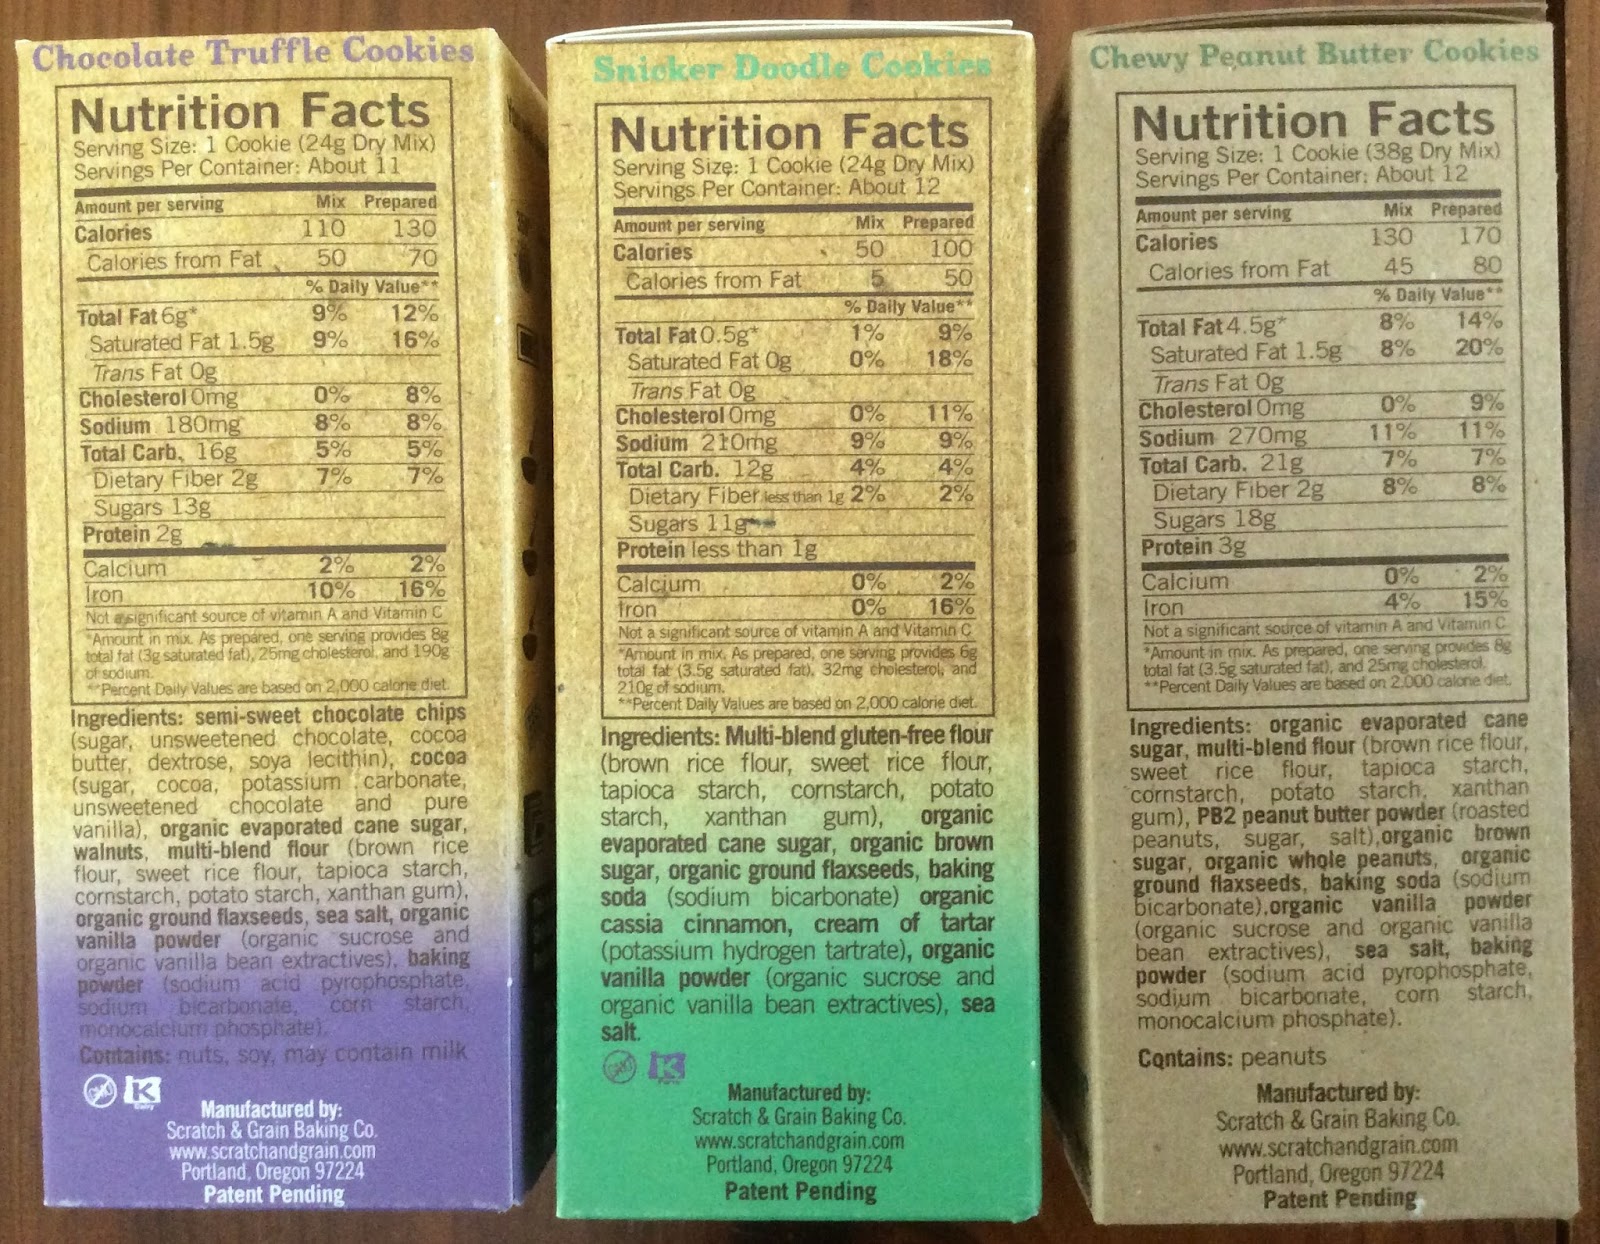 Chocolate Truffle Cookies
Nutrition Facts
Serving Size: 1 Cookie (24g Dry Mix)
Servings Per Container: About 11
Amount per serving Mix Prepared
Calories 110 130
Calories from Fat 50 70
% Daily Value**
Total Fat 6g* 9% 12%
Saturated Fat 1.5g 9% 16%
Trans Fat 0g
Cholesterol 0mg 0% 8%
Sodium 180mg 8% 8%
Total Carb. 16g 5% 5%
Dietary Fiber 2g 7% 7%
Sugars 13g
Protein 2g
Calcium 2% 2%
Iron 10% 16%
Not a significant source of vitamin A and Vitamin C
*Amount in mix. As prepared, one serving provides 8g
total fat (3g saturated fat), 25mg cholesterol, and 190g
of sodium.
**Percent Daily Values are based on 2,000 calorie diet.
Ingredients: semi-sweet chocolate chips
(sugar, unsweetened chocolate, cocoa
butter, dextrose, soya lecithin), cocoa
(sugar, cocoa, potassium carbonate,
unsweetened chocolate and pure
vanilla), organic evaporated cane sugar,
walnuts, multi-blend flour (brown rice
flour, sweet rice flour, tapioca starch,
cornstarch, potato starch, xanthan gum),
organic ground flaxseeds, sea salt, organic
vanilla powder (organic sucrose and
organic vanilla bean extractives), baking
powder (sodium acid pyrophosphate,
sodium bicarbonate, corn starch,
monocalcium phosphate).
Contains: nuts, soy, may contain milk
GMO K
Dairy
Manufactured by:
Scratch & Grain Baking Co.
www.scratchandgrain.com
Portland, Oregon 97224
Patent Pending
Snicker Doodle Cookies
Nutrition Facts
Serving Size: 1 Cookie (24g Dry Mix)
Servings Per Container: About 12
Amount per serving Mix Prepared
Calories 50 100
Calories from Fat 5 50
% Daily Value**
Total Fat 0.5g* 1% 9%
Saturated Fat 0g 0% 18%
Trans Fat 0g
Cholesterol 0mg 0% 11%
Sodium 210mg 9% 9%
Total Carb. 12g 4% 4%
Dietary Fiber less than 1g 2% 2%
Sugars 11g
Protein less than 1g
Calcium 0% 2%
Iron 0% 16%
Not a significant source of vitamin A and Vitamin C
*Amount in mix. As prepared, one serving provides 6g
total fat (3.5g saturated fat), 32mg cholesterol, and
210g of sodium.
**Percent Daily Values are based on 2,000 calorie diet.
Ingredients: Multi-blend gluten-free flour
(brown rice flour, sweet rice flour,
tapioca starch, cornstarch, potato
starch, xanthan gum), organic
evaporated cane sugar, organic brown
sugar, organic ground flaxseeds, baking
soda (sodium bicarbonate) organic
cassia cinnamon, cream of tartar
(potassium hydrogen tartrate), organic
vanilla powder (organic sucrose and
organic vanilla bean extractives), sea
salt.
GMO K
Manufactured by:
Scratch & Grain Baking Co.
www.scratchandgrain.com
Portland, Oregon 97224
Patent Pending
Chewy Peanut Butter Cookies
Nutrition Facts
Serving Size: 1 Cookie (38g Dry Mix)
Servings Per Container: About 12
Amount per serving Mix Prepared
Calories 130 170
Calories from Fat 45 80
% Daily Value**
Total Fat 4.5g* 8% 14%
Saturated Fat 1.5g 8% 20%
Trans Fat 0g
Cholesterol 0mg 0% 9%
Sodium 270mg 11% 11%
Total Carb. 21g 7% 7%
Dietary Fiber 2g 8% 8%
Sugars 18g
Protein 3g
Calcium 0% 2%
Iron 4% 15%
Not a significant source of vitamin A and Vitamin C
*Amount in mix. As prepared, one serving provides 8g
total fat (3.5g saturated fat), and 25mg cholesterol.
**Percent Daily Values are based on 2,000 calorie diet.
Ingredients: organic evaporated cane
sugar, multi-blend flour (brown rice flour,
sweet rice flour, tapioca starch,
cornstarch, potato starch, xanthan
gum), PB2 peanut butter powder (roasted
peanuts, sugar, salt),organic brown
sugar, organic whole peanuts, organic
ground flaxseeds, baking soda (sodium
bicarbonate),organic vanilla powder
(organic sucrose and organic vanilla
bean extractives), sea salt, baking
powder (sodium acid pyrophosphate,
sodium bicarbonate, corn starch,
monocalcium phosphate).
Contains: peanuts
Manufactured by:
Scratch & Grain Baking Co.
www.scratchandgrain.com
Portland, Oregon 97224
Patent Pending